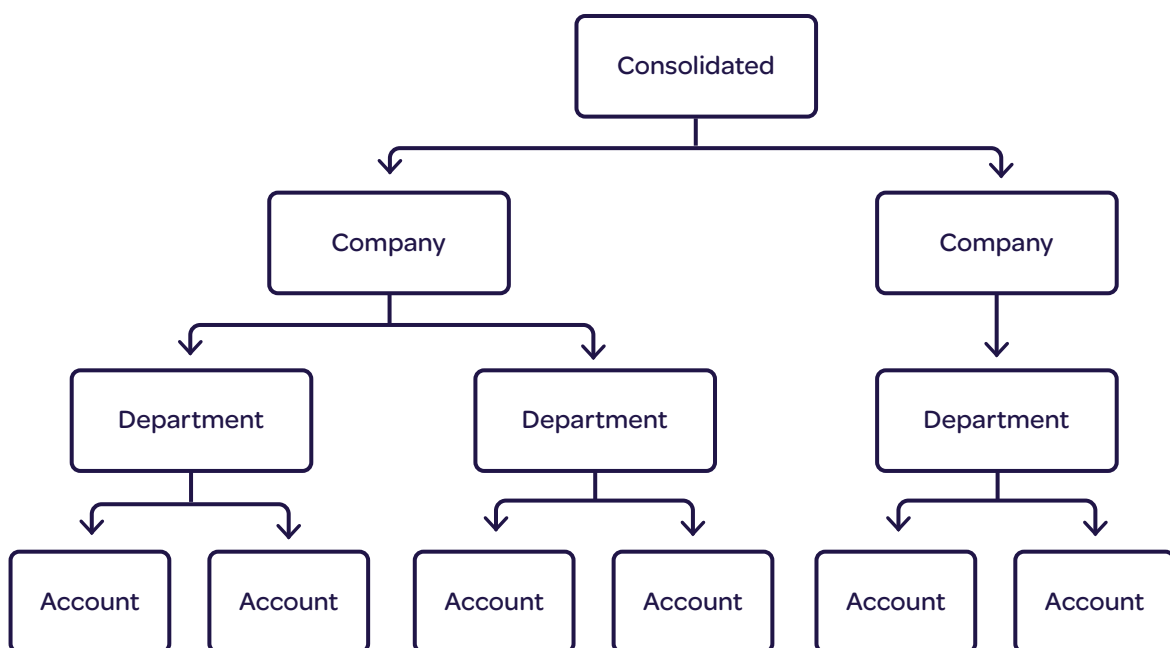 Consolidated
Company
Company
Department
Department
Department
Account
Account
Account
Account
Account
Account